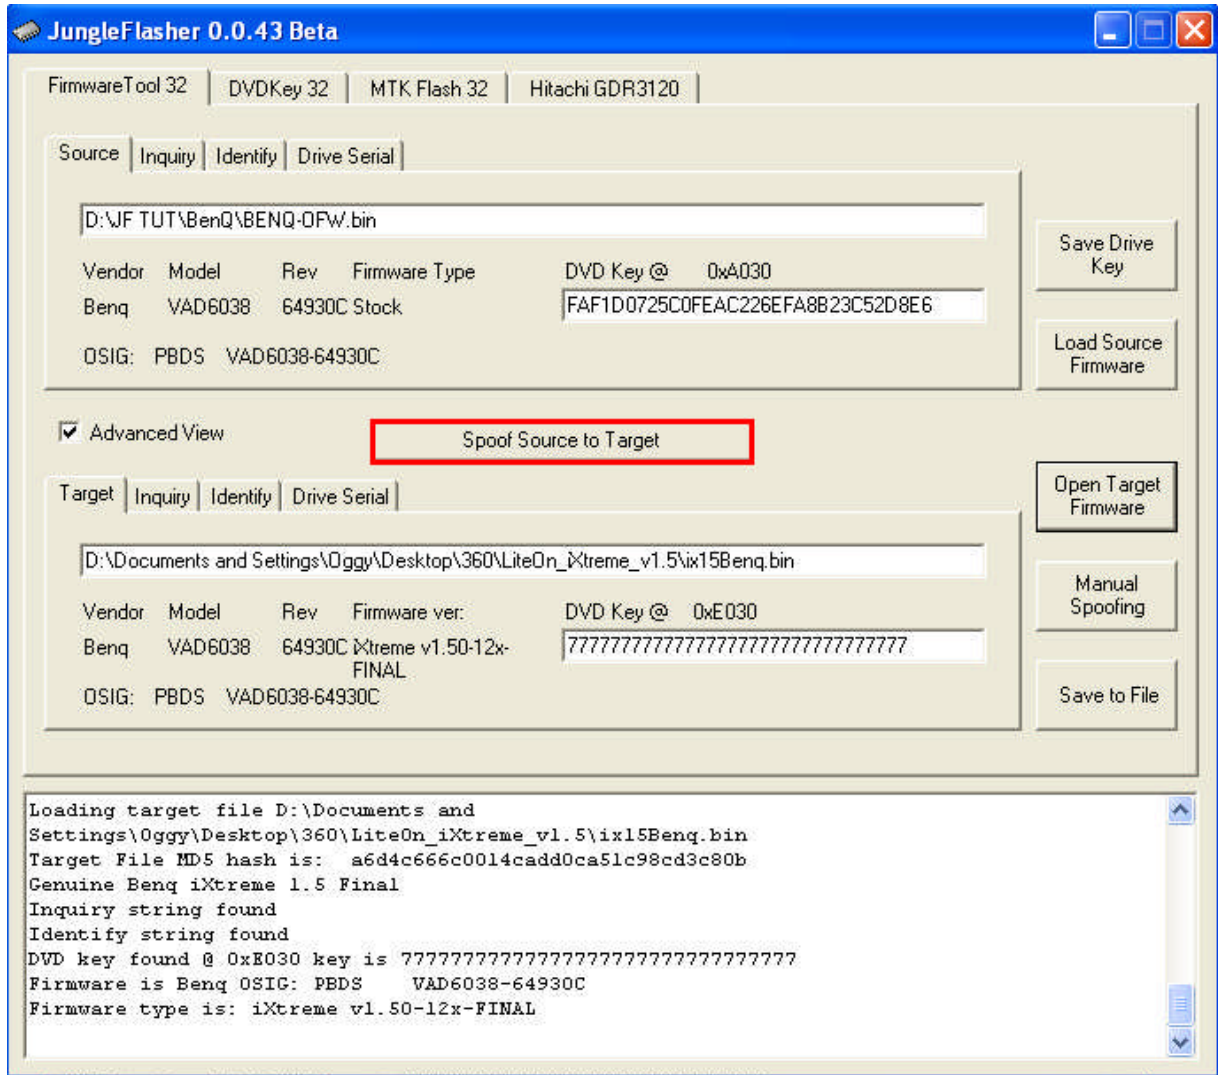 JungleFlasher 0.0.43 Beta
FirmwareTool 32 DVDKey 32 MTK Flash 32 Hitachi GDR3120
Source Inquiry Identify Drive Serial
D:\JF TUT\BenQ\BENQ-OFW.bin
Save Drive
Key
Vendor Model Rev Firmware Type DVD Key @ 0xA030
Benq VAD6038 64930C Stock FAF1D0725C0FEAC226EFA8B23C52D8E6
OSIG: PBDS VAD6038-64930C
Load Source
Firmware
Advanced View
Spoof Source to Target
Target Inquiry Identify Drive Serial
Open Target
Firmware
D:\Documents and Settings\Oggy\Desktop\360\LiteOn_iXtreme_v1.5\ix15Benq.bin
Manual
Spoofing
Vendor Model Rev Firmware ver: DVD Key @ 0xE030
Benq VAD6038 64930C iXtreme v1.50-12x- 77777777777777777777777777777777
FINAL
OSIG: PBDS VAD6038-64930C
Save to File
Loading target file D:\Documents and
Settings\Oggy\Desktop\360\LiteOn_iXtreme_v1.5\ix15Benq.bin
Target File MD5 hash is: a6d4c666c0014cadd0ca51c98cd3c80b
Genuine Benq iXtreme 1.5 Final
Inquiry string found
Identify string found
DVD key found @ 0xE030 key is 77777777777777777777777777777777
Firmware is Benq OSIG: PBDS VAD6038-64930C
Firmware type is: iXtreme v1.50-12x-FINAL